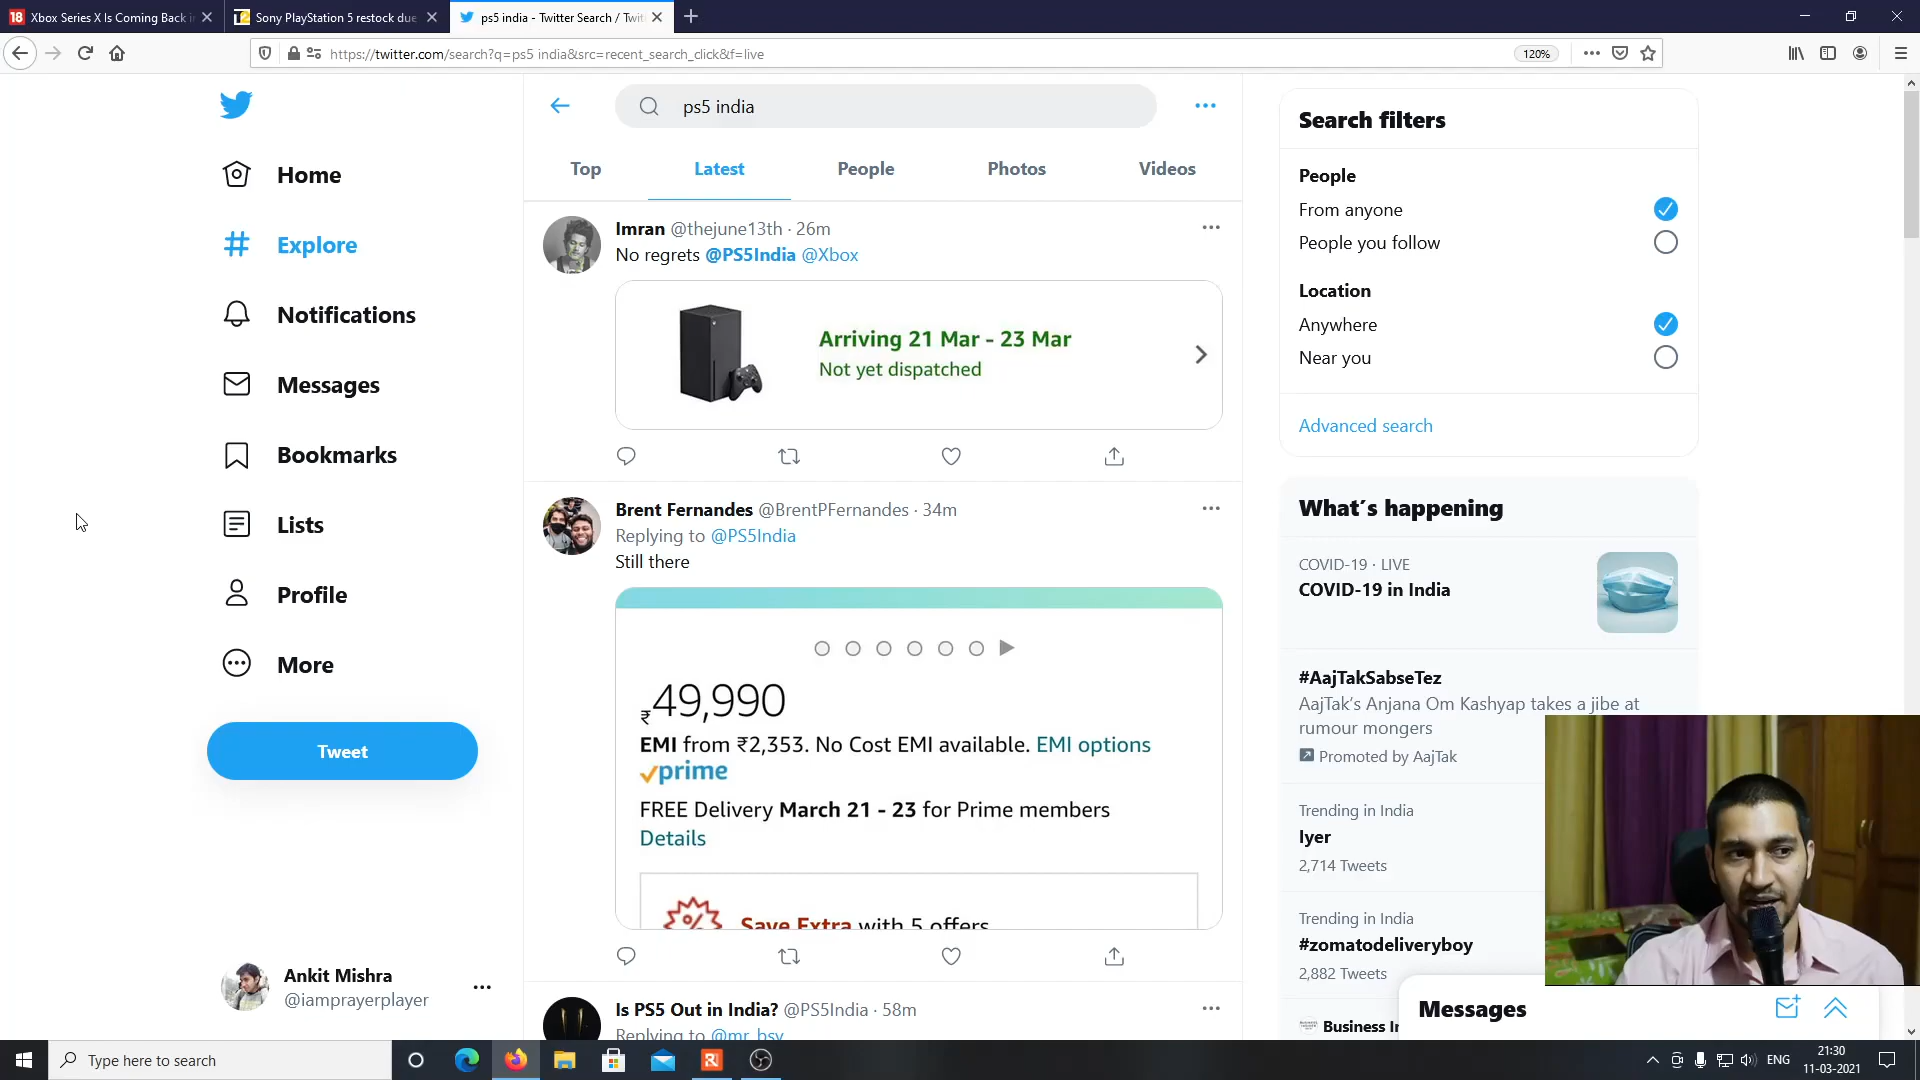 18 Xbox Series X Is Coming Back i
T2 Sony PlayStation 5 restock due
ps5 india - Twitter Search / Twit
https://twitter.com/search?q=ps5 india&src=recent_search_click&f=live
120%
ps5 india
Top
Latest
People
Photos
Videos
Home
Explore
Notifications
Messages
Bookmarks
Lists
Profile
More
Tweet
Ankit Mishra
@iamprayerplayer
Imran @thejune13th · 26m
No regrets @PS5India @Xbox
Arriving 21 Mar - 23 Mar
Not yet dispatched
Brent Fernandes @BrentPFernandes · 34m
Replying to @PS5India
Still there
₹49,990
EMI from ₹2,353. No Cost EMI available. EMI options
prime
FREE Delivery March 21 - 23 for Prime members
Details
Save Extra with 5 offers
Is PS5 Out in India? @PS5India · 58m
Replying to @mr_bsv
Search filters
People
From anyone
People you follow
Location
Anywhere
Near you
Advanced search
What's happening
COVID-19 · LIVE
COVID-19 in India
#AajTakSabseTez
AajTak's Anjana Om Kashyap takes a jibe at
rumour mongers
Promoted by AajTak
Trending in India
Iyer
2,714 Tweets
Trending in India
#zomatodeliveryboy
2,882 Tweets
Business In
Messages
Type here to search
ENG
21:30
11-03-2021